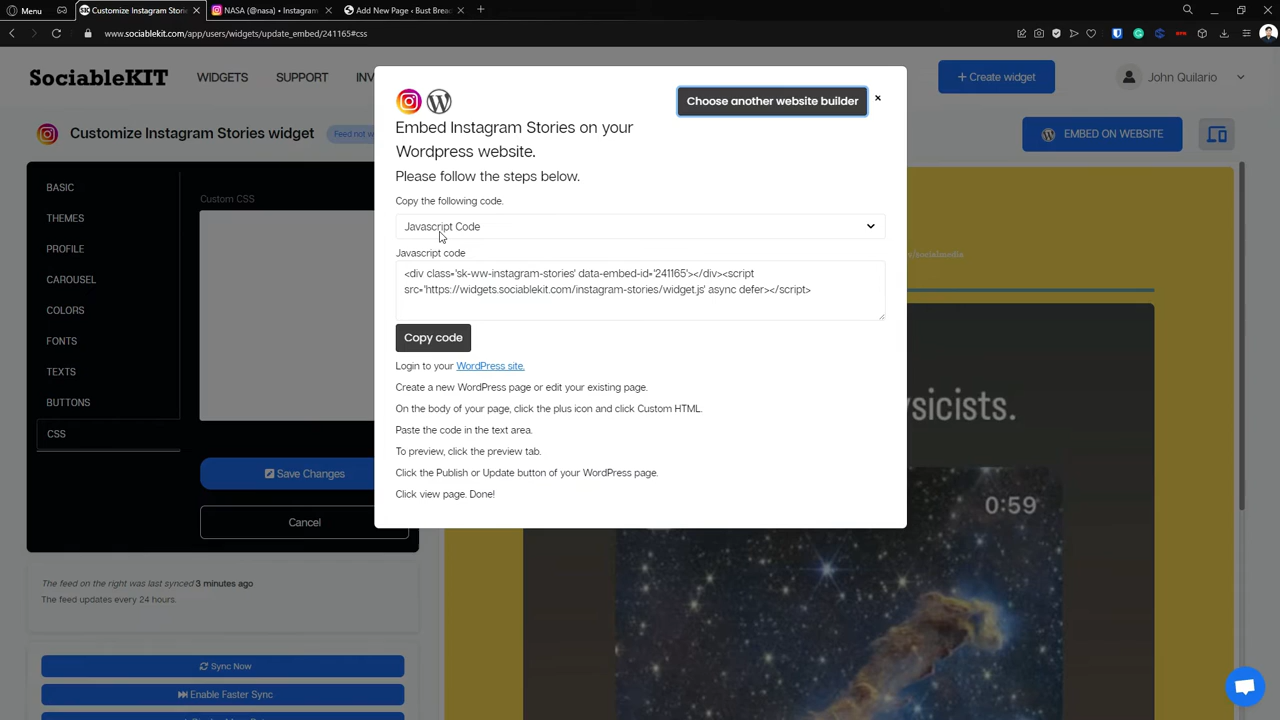 Menu
Customize Instagram Stories
NASA (@nasa) • Instagram
Add New Page ‹ Bust Brea
www.sociablekit.com/app/users/widgets/update_embed/241165#css
SociableKIT
WIDGETS
SUPPORT
INV
+ Create widget
John Quilario
Customize Instagram Stories widget
Feed not w
EMBED ON WEBSITE
BASIC
THEMES
PROFILE
CAROUSEL
COLORS
FONTS
TEXTS
BUTTONS
CSS
Custom CSS
Save Changes
Cancel
The feed on the right was last synced 3 minutes ago
The feed updates every 24 hours.
Sync Now
Enable Faster Sync
Choose another website builder
Embed Instagram Stories on your
Wordpress website.
Please follow the steps below.
Copy the following code.
Javascript Code
Javascript code
<div class='sk-ww-instagram-stories' data-embed-id='241165'></div><script
src='https://widgets.sociablekit.com/instagram-stories/widget.js' async defer></script>
Copy code
Login to your WordPress site.
Create a new WordPress page or edit your existing page.
On the body of your page, click the plus icon and click Custom HTML.
Paste the code in the text area.
To preview, click the preview tab.
Click the Publish or Update button of your WordPress page.
Click view page. Done!
/socialmedia
ysicists.
0:59